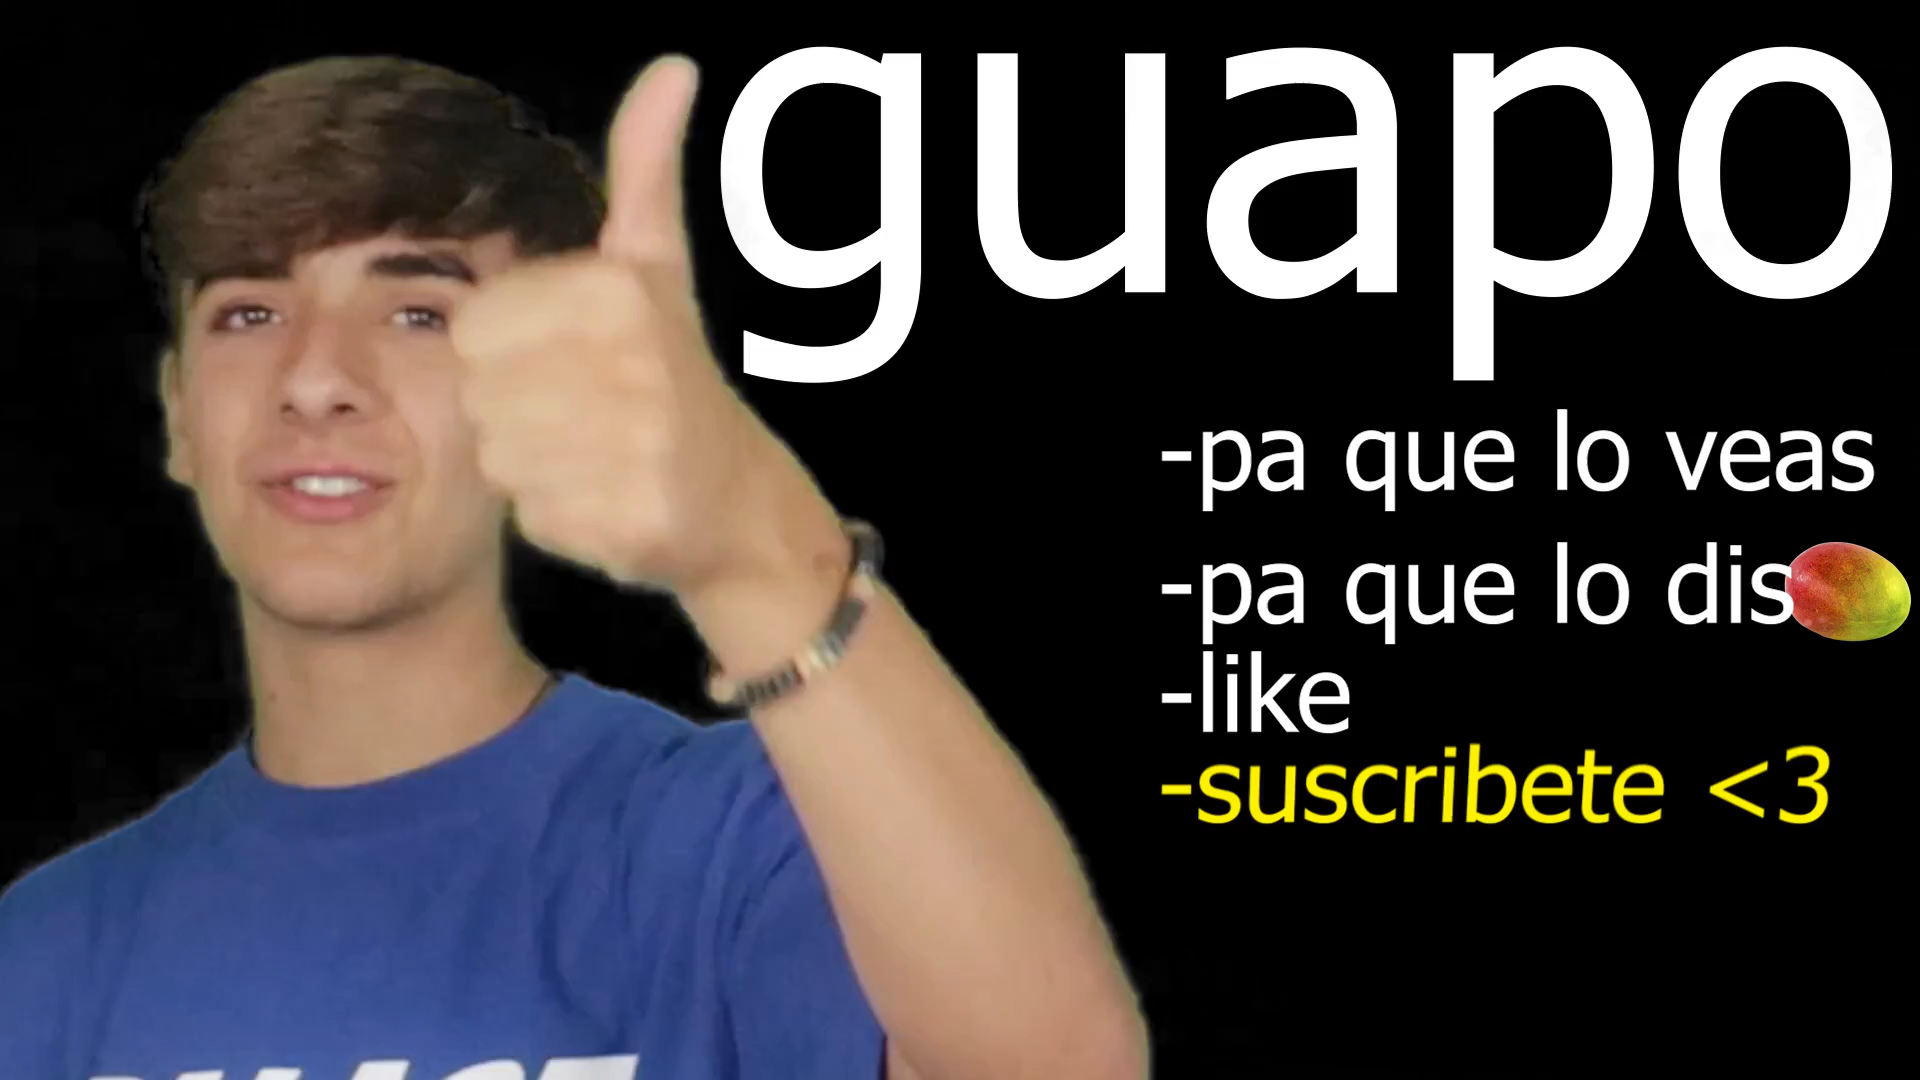 guapo
-pa que lo veas
-pa que lo dis
-like
-suscribete <3